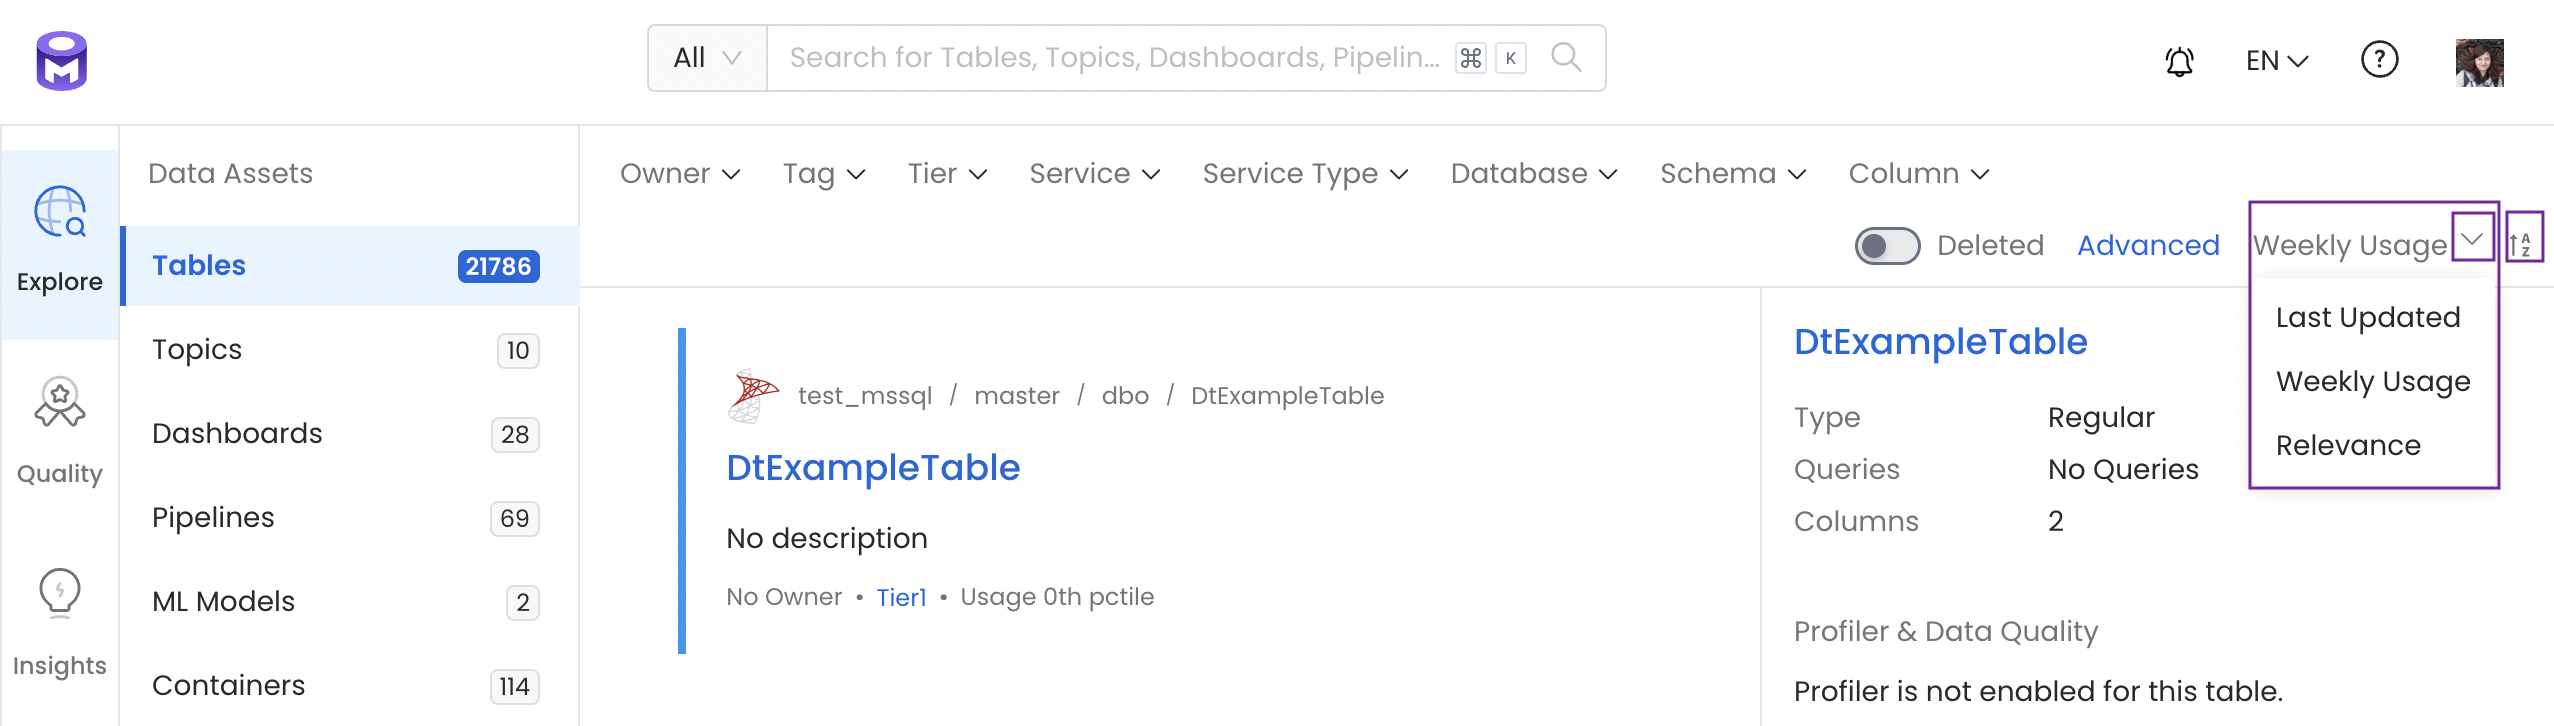 All
Search for Tables, Topics, Dashboards, Pipelin... ⌘ K
EN
?
Explore
Quality
Insights
Data Assets
Tables 21786
Topics 10
Dashboards 28
Pipelines 69
ML Models 2
Containers 114
Owner Tag Tier Service Service Type Database Schema Column
Deleted Advanced Weekly Usage A Z
Last Updated
Weekly Usage
Relevance
test_mssql / master / dbo / DtExampleTable
DtExampleTable
No description
No Owner • Tier1 • Usage 0th pctile
DtExampleTable
Type Regular
Queries No Queries
Columns 2
Profiler & Data Quality
Profiler is not enabled for this table.